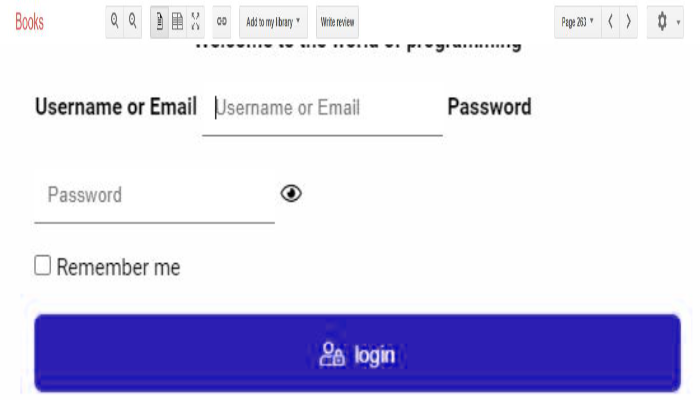 Books Add to my library Write review Page 263
Welcome to the world of programming
Username or Email Username or Email Password
Password
Remember me
login